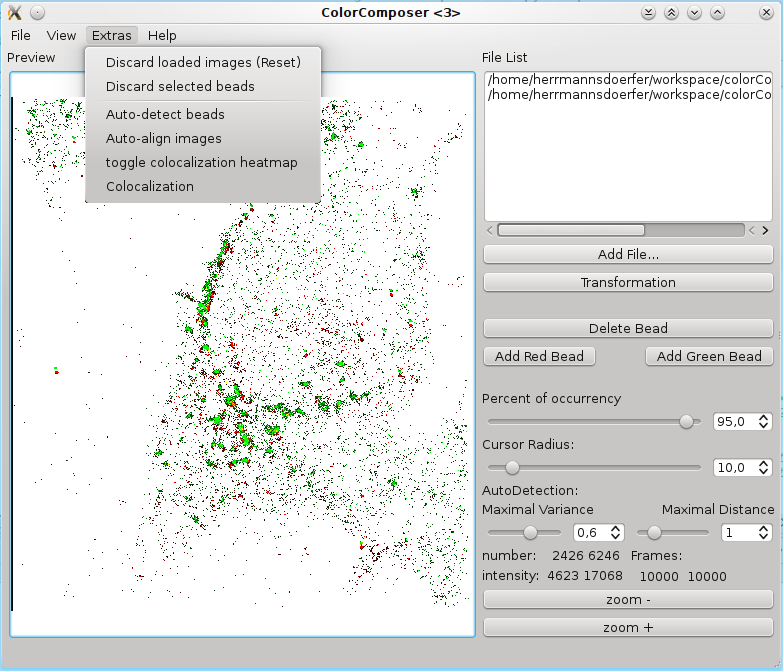 ColorComposer <3>
File View Extras Help
Preview
Discard loaded images (Reset)
Discard selected beads
Auto-detect beads
Auto-align images
toggle colocalization heatmap
Colocalization
File List
/home/herrmannsdoerfer/workspace/colorCo
/home/herrmannsdoerfer/workspace/colorCo
Add File...
Transformation
Delete Bead
Add Red Bead Add Green Bead
Percent of occurrency
95,0
Cursor Radius:
10,0
AutoDetection:
Maximal Variance Maximal Distance
0,6 1
number: 2426 6246 Frames:
intensity: 4623 17068 10000 10000
zoom -
zoom +